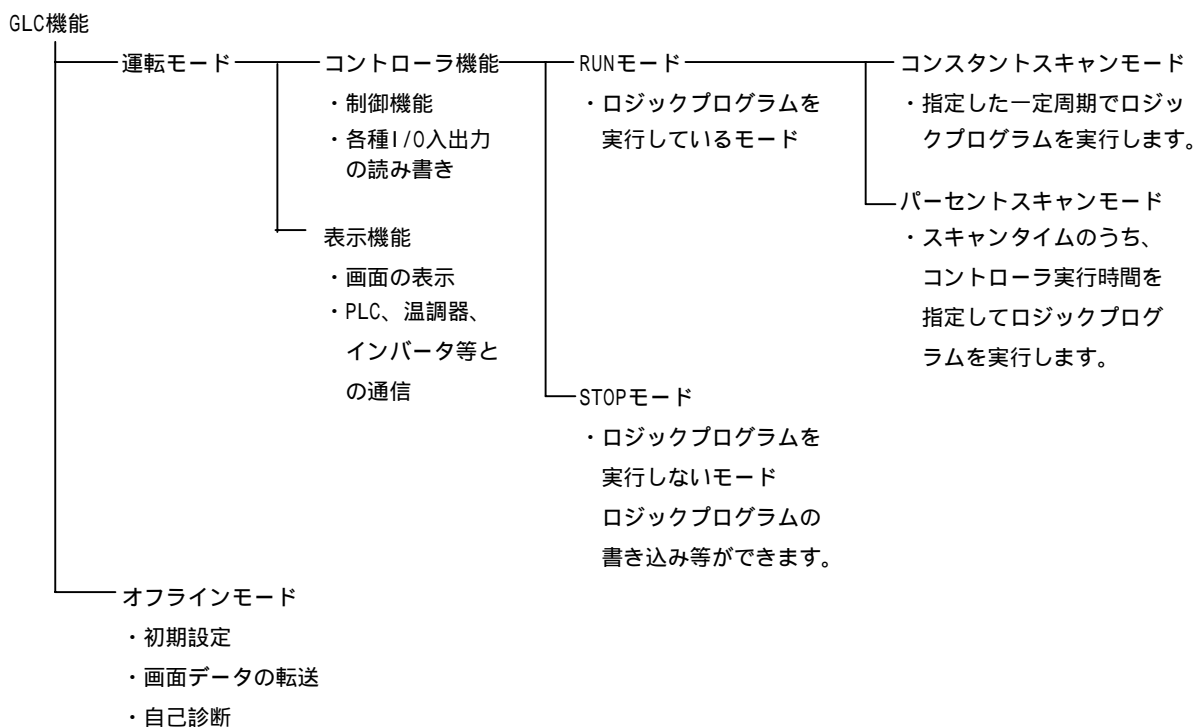 GLC機能
運転モード
コントローラ機能
・制御機能
・各種I/O入出力
の読み書き
表示機能
・画面の表示
・PLC、温調器、
インバータ等と
の通信
RUNモード
・ロジックプログラムを
実行しているモード
コンスタントスキャンモード
・指定した一定周期でロジッ
クプログラムを実行します。
パーセントスキャンモード
・スキャンタイムのうち、
コントローラ実行時間を
指定してロジックプログ
ラムを実行します。
STOPモード
・ロジックプログラムを
実行しないモード
ロジックプログラムの
書き込み等ができます。
オフラインモード
・初期設定
・画面データの転送
・自己診断